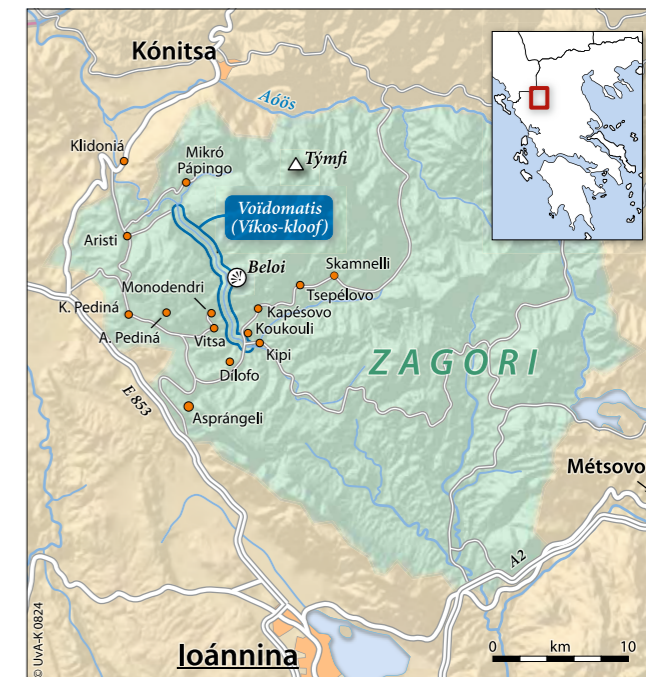 Kónitsa
Aóös
Klidoniá
Mikró
Pápingo
Týmfi
Voïdomatis
(Víkos-kloof)
Aristi
Beloi
Skamnelli
Monodendri
Tsepélovo
K. Pediná
A. Pediná
Kapésovo
Vitsa
Koukouli
Kipi
ZAGORI
Dílofo
E 853
Asprángeli
Métsovo
A2
© UvA-K 0824
Ioánnina
0 km 10